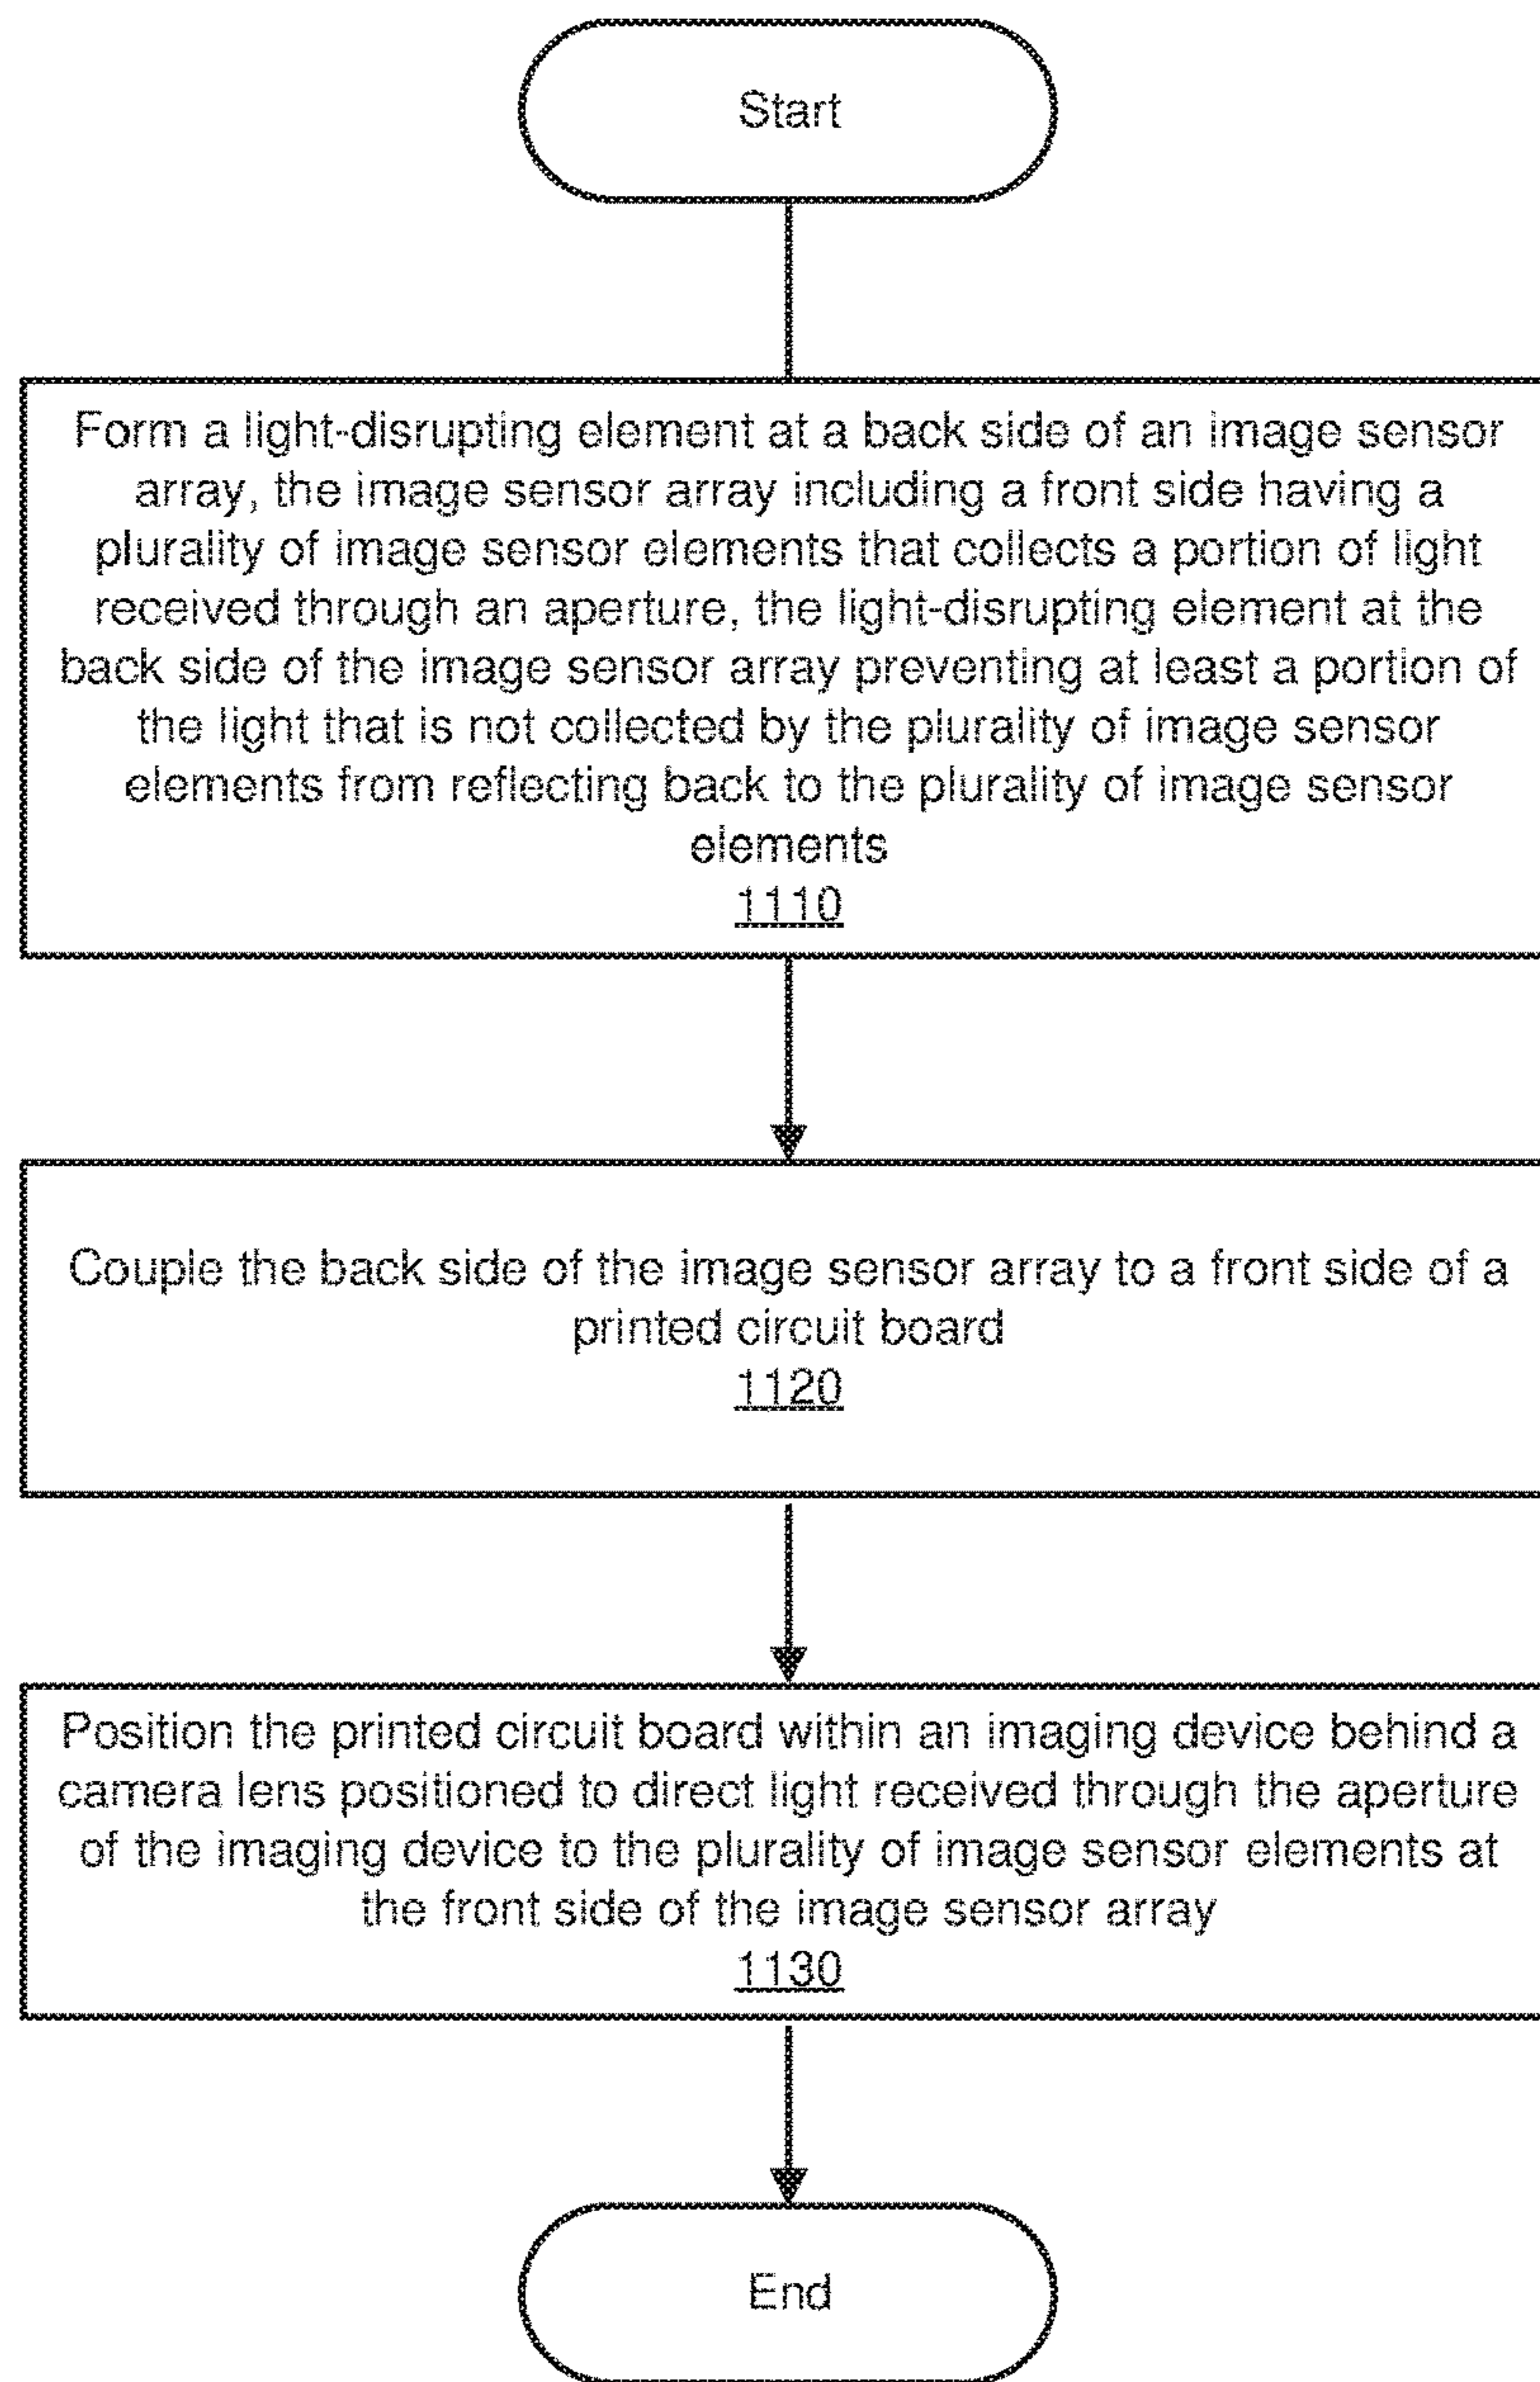 Start
Form a light-disrupting element at a back side of an image sensor
array, the image sensor array including a front side having a
plurality of image sensor elements that collects a portion of light
received through an aperture, the light-disrupting element at the
back side of the image sensor array preventing at least a portion of
the light that is not collected by the plurality of image sensor
elements from reflecting back to the plurality of image sensor
elements
1110
Couple the back side of the image sensor array to a front side of a
printed circuit board
1120
Position the printed circuit board within an imaging device behind a
camera lens positioned to direct light received through the aperture
of the imaging device to the plurality of image sensor elements at
the front side of the image sensor array
1130
End